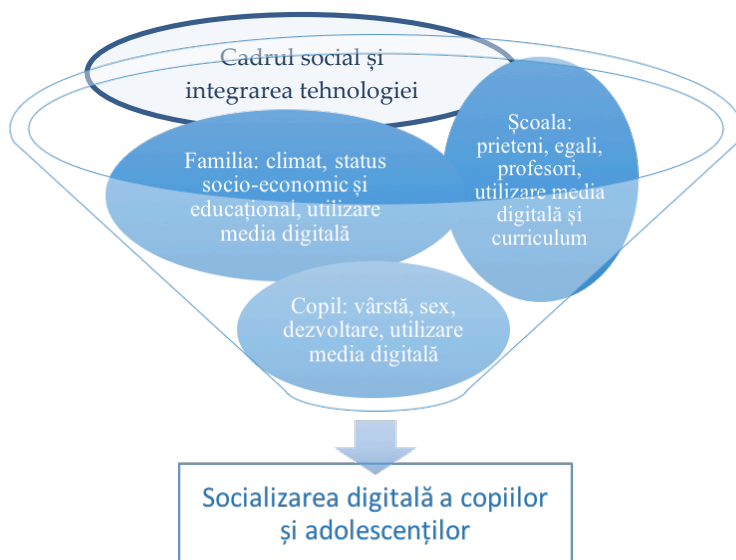 Cadrul social și
integrarea tehnologiei
Școala:
prieteni, egali,
profesori,
utilizare media
digitală și
curriculum
Familia: climat, status
socio-economic și
educațional, utilizare
media digitală
Copil: vârstă, sex,
dezvoltare, utilizare
media digitală
Socializarea digitală a copiilor
și adolescenților